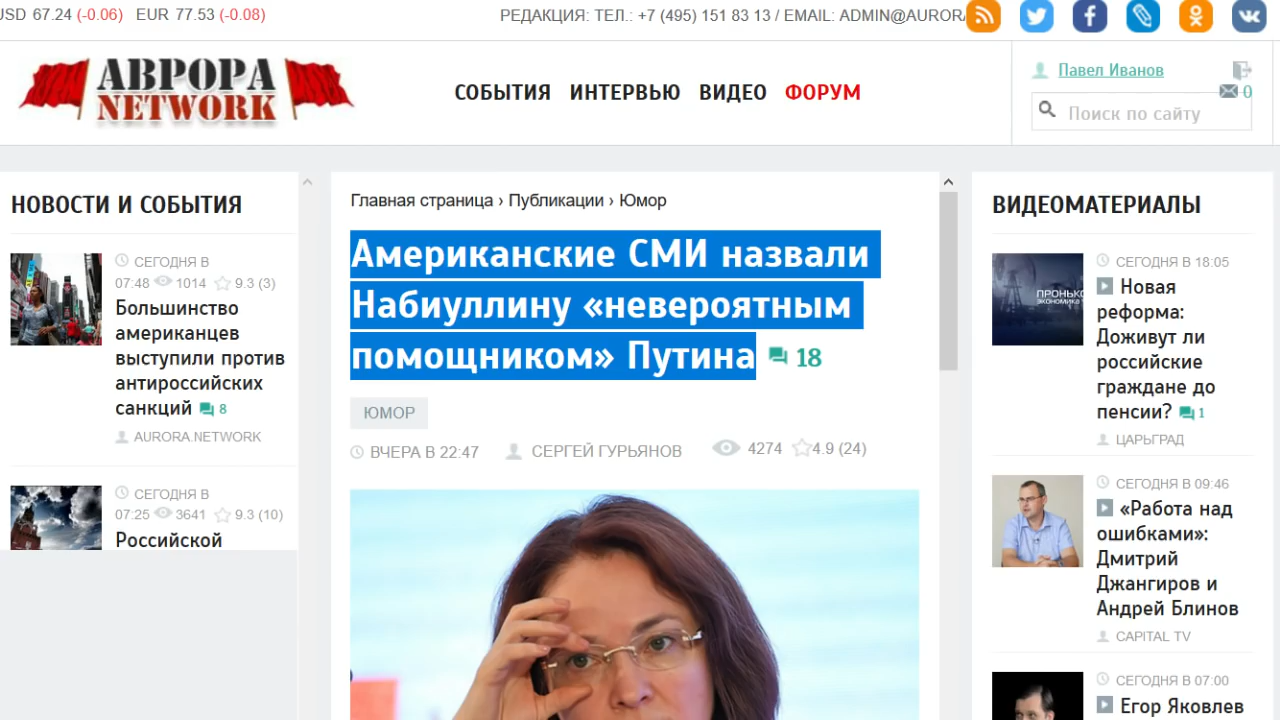 USD 67.24 (-0.06) EUR 77.53 (-0.08)
РЕДАКЦИЯ: ТЕЛ.: +7 (495) 151 83 13 / EMAIL: ADMIN@AURORA
АВРОРА
NETWORK
СОБЫТИЯ ИНТЕРВЬЮ ВИДЕО ФОРУМ
Павел Иванов
0
Поиск по сайту
НОВОСТИ И СОБЫТИЯ
СЕГОДНЯ В
07:48 1014 9.3 (3)
Большинство
американцев
выступили против
антироссийских
санкций 8
AURORA.NETWORK
СЕГОДНЯ В
07:25 3641 9.3 (10)
Российской
Главная страница › Публикации › Юмор
Американские СМИ назвали
Набиуллину «невероятным
помощником» Путина 18
ЮМОР
ВЧЕРА В 22:47 СЕРГЕЙ ГУРЬЯНОВ 4274 4.9 (24)
ВИДЕОМАТЕРИАЛЫ
СЕГОДНЯ В 18:05
Новая
реформа:
Доживут ли
российские
граждане до
пенсии? 1
ЦАРЬГРАД
ПРОНЬКО
ЭКОНОМИКА
СЕГОДНЯ В 09:46
«Работа над
ошибками»:
Дмитрий
Джангиров и
Андрей Блинов
CAPITAL TV
СЕГОДНЯ В 07:00
Егор Яковлев